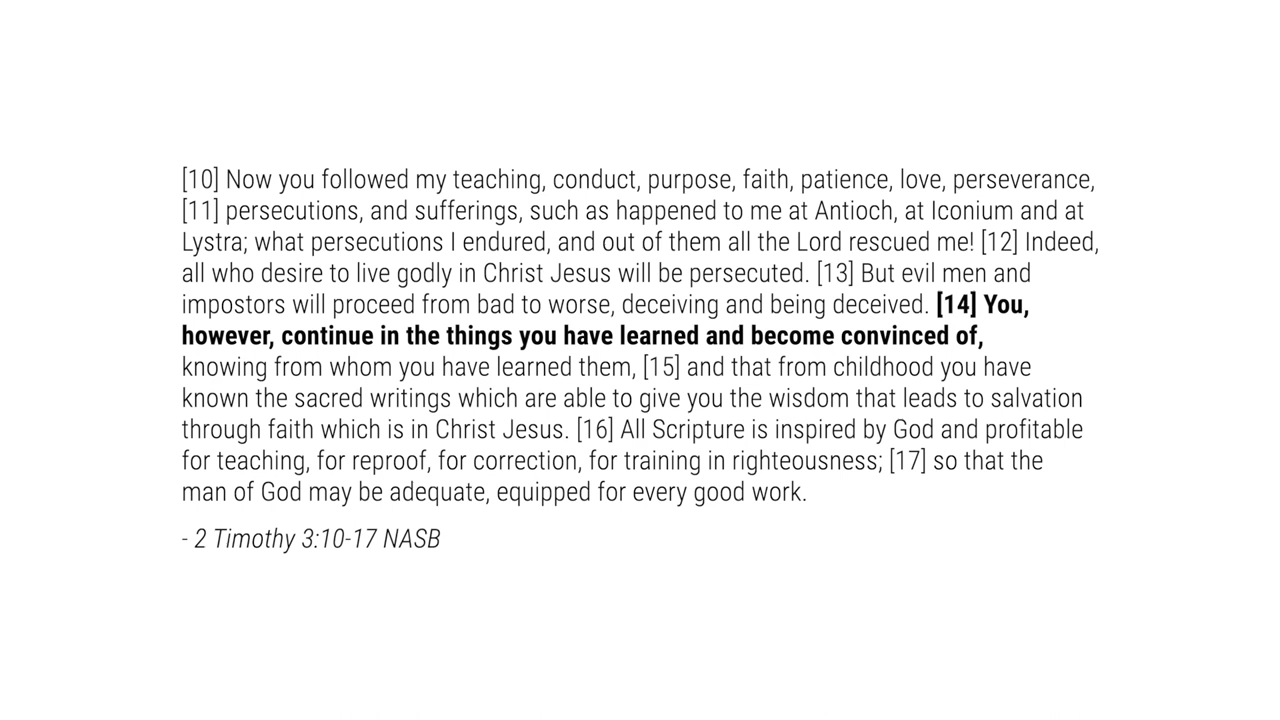 [10] Now you followed my teaching, conduct, purpose, faith, patience, love, perseverance,
[11] persecutions, and sufferings, such as happened to me at Antioch, at Iconium and at
Lystra; what persecutions I endured, and out of them all the Lord rescued me! [12] Indeed,
all who desire to live godly in Christ Jesus will be persecuted. [13] But evil men and
impostors will proceed from bad to worse, deceiving and being deceived. [14] You,
however, continue in the things you have learned and become convinced of,
knowing from whom you have learned them, [15] and that from childhood you have
known the sacred writings which are able to give you the wisdom that leads to salvation
through faith which is in Christ Jesus. [16] All Scripture is inspired by God and profitable
for teaching, for reproof, for correction, for training in righteousness; [17] so that the
man of God may be adequate, equipped for every good work.
- 2 Timothy 3:10-17 NASB